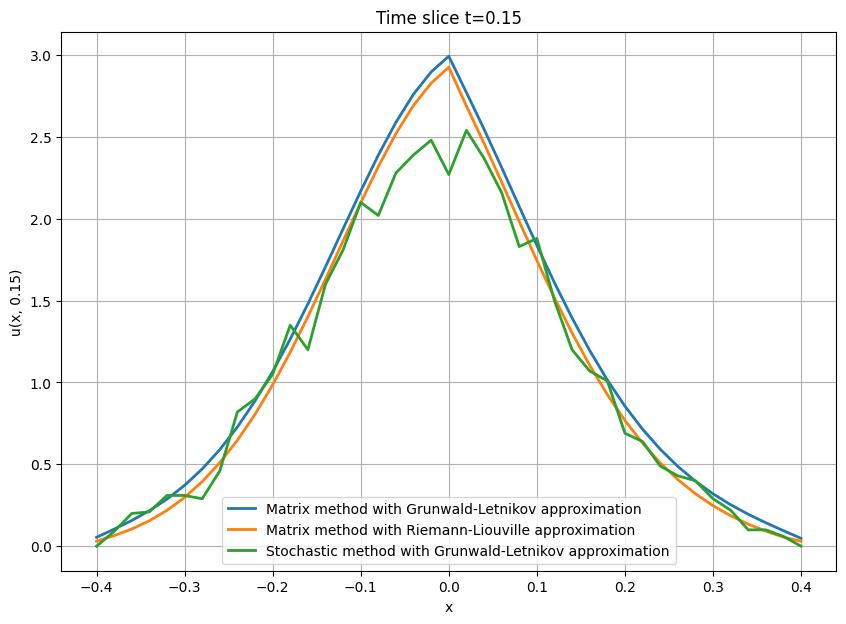 Time slice t=0.15
u(x, 0.15)
3.0
2.5
2.0
1.5
1.0
0.5
0.0
Matrix method with Grunwald-Letnikov approximation
Matrix method with Riemann-Liouville approximation
Stochastic method with Grunwald-Letnikov approximation
−0.4 −0.3 −0.2 −0.1 0.0 0.1 0.2 0.3 0.4
x